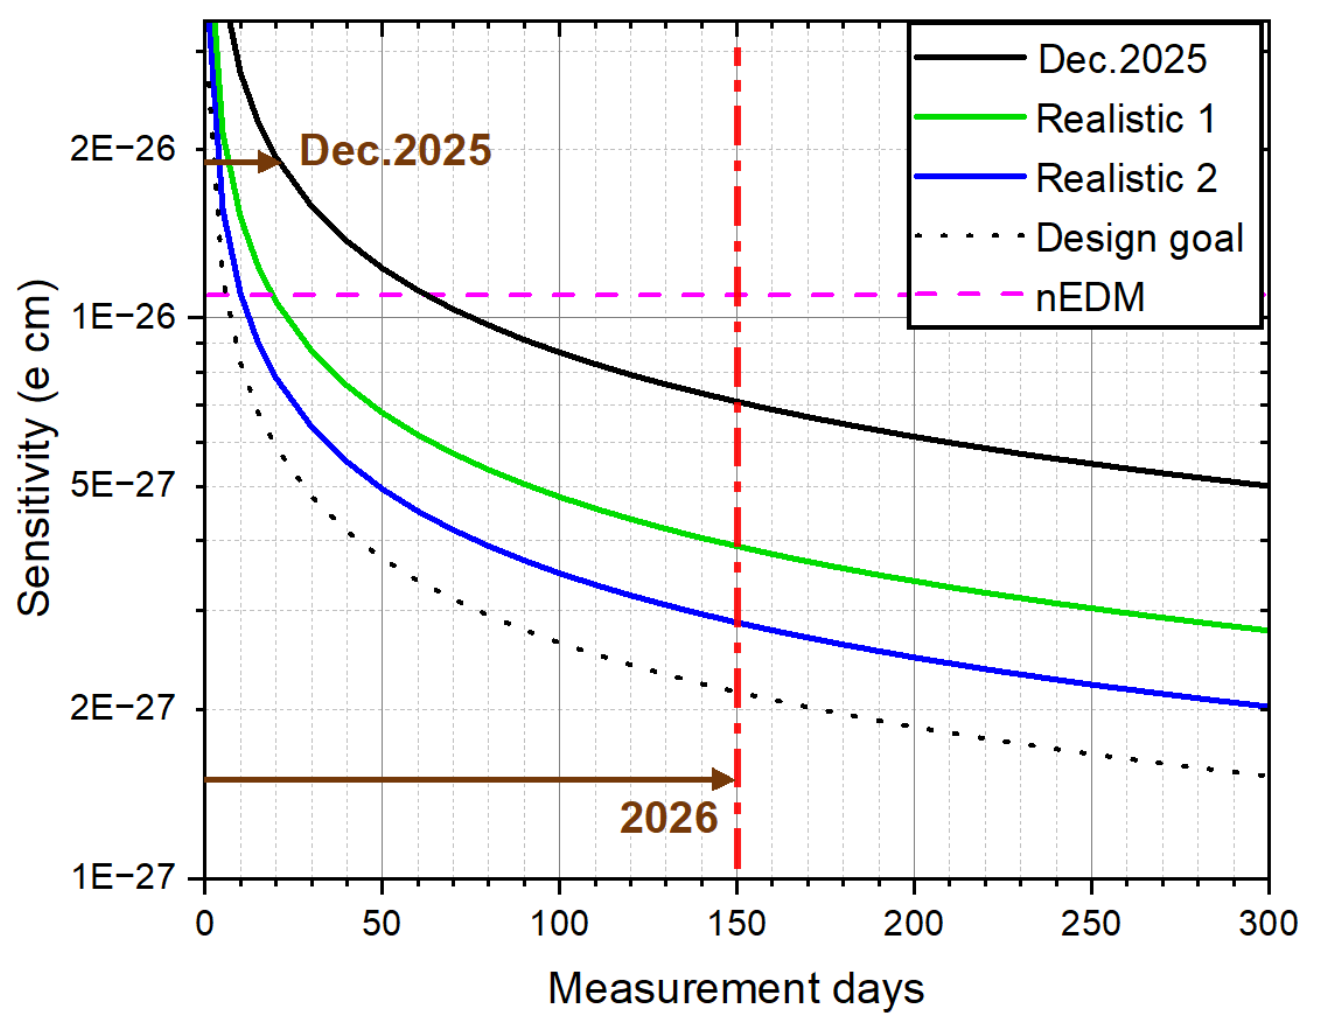 Dec.2025
Realistic 1
Realistic 2
Design goal
nEDM
Dec.2025
2026
2E−26
1E−26
5E−27
2E−27
1E−27
Sensitivity (e cm)
0 50 100 150 200 250 300
Measurement days